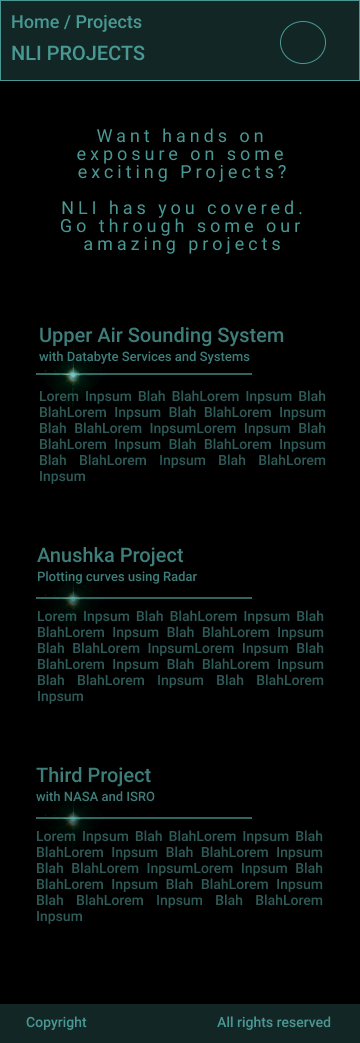 Home / Projects
NLI PROJECTS
Want hands on
exposure on some
exciting Projects?
NLI has you covered.
Go through some our
amazing projects
Upper Air Sounding System
with Databyte Services and Systems
Lorem Inpsum Blah BlahLorem Inpsum Blah
BlahLorem Inpsum Blah BlahLorem Inpsum
Blah BlahLorem InpsumLorem Inpsum Blah
BlahLorem Inpsum Blah BlahLorem Inpsum
Blah BlahLorem Inpsum Blah BlahLorem
Inpsum
Anushka Project
Plotting curves using Radar
Lorem Inpsum Blah BlahLorem Inpsum Blah
BlahLorem Inpsum Blah BlahLorem Inpsum
Blah BlahLorem InpsumLorem Inpsum Blah
BlahLorem Inpsum Blah BlahLorem Inpsum
Blah BlahLorem Inpsum Blah BlahLorem
Inpsum
Third Project
with NASA and ISRO
Lorem Inpsum Blah BlahLorem Inpsum Blah
BlahLorem Inpsum Blah BlahLorem Inpsum
Blah BlahLorem InpsumLorem Inpsum Blah
BlahLorem Inpsum Blah BlahLorem Inpsum
Blah BlahLorem Inpsum Blah BlahLorem
Inpsum
Copyright All rights reserved